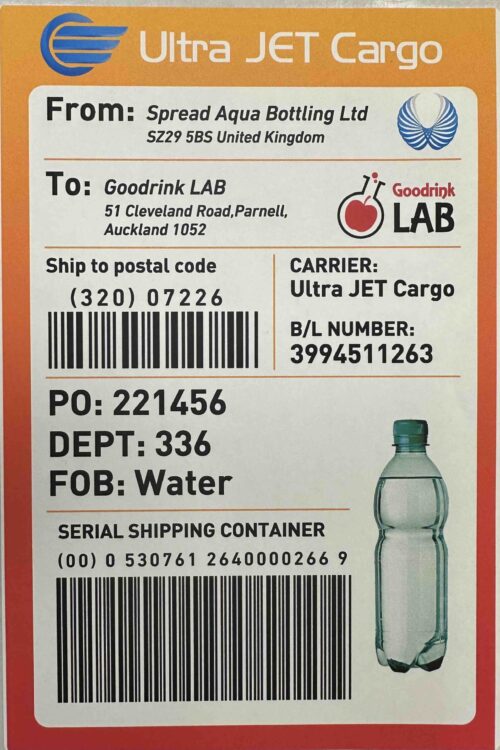 Ultra JET Cargo
From: Spread Aqua Bottling Ltd
SZ29 5BS United Kingdom
To: Goodrink LAB
51 Cleveland Road,Parnell,
Auckland 1052
Goodrink
LAB
Ship to postal code
(320) 07226
CARRIER:
Ultra JET Cargo
B/L NUMBER:
3994511263
PO: 221456
DEPT: 336
FOB: Water
SERIAL SHIPPING CONTAINER
(00) 0 530761 2640000266 9